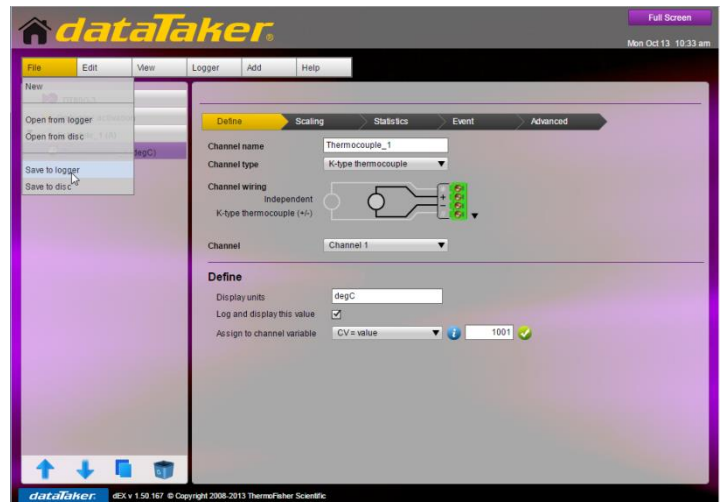 dataTaker®
Full Screen
Mon Oct 13 10:33 am
File Edit View Logger Add Help
New
Open from logger
Open from disc
Save to logger
Save to disc
degC)
Define Scaling Statistics Event Advanced
Channel name Thermocouple_1
Channel type K-type thermocouple
Channel wiring
Independent
K-type thermocouple (+/-)
+
-
Channel Channel 1
Define
Display units degC
Log and display this value
Assign to channel variable CV = value 1001
dataTaker. dEX v 1.50.167 © Copyright 2008-2013 ThermoFisher Scientific